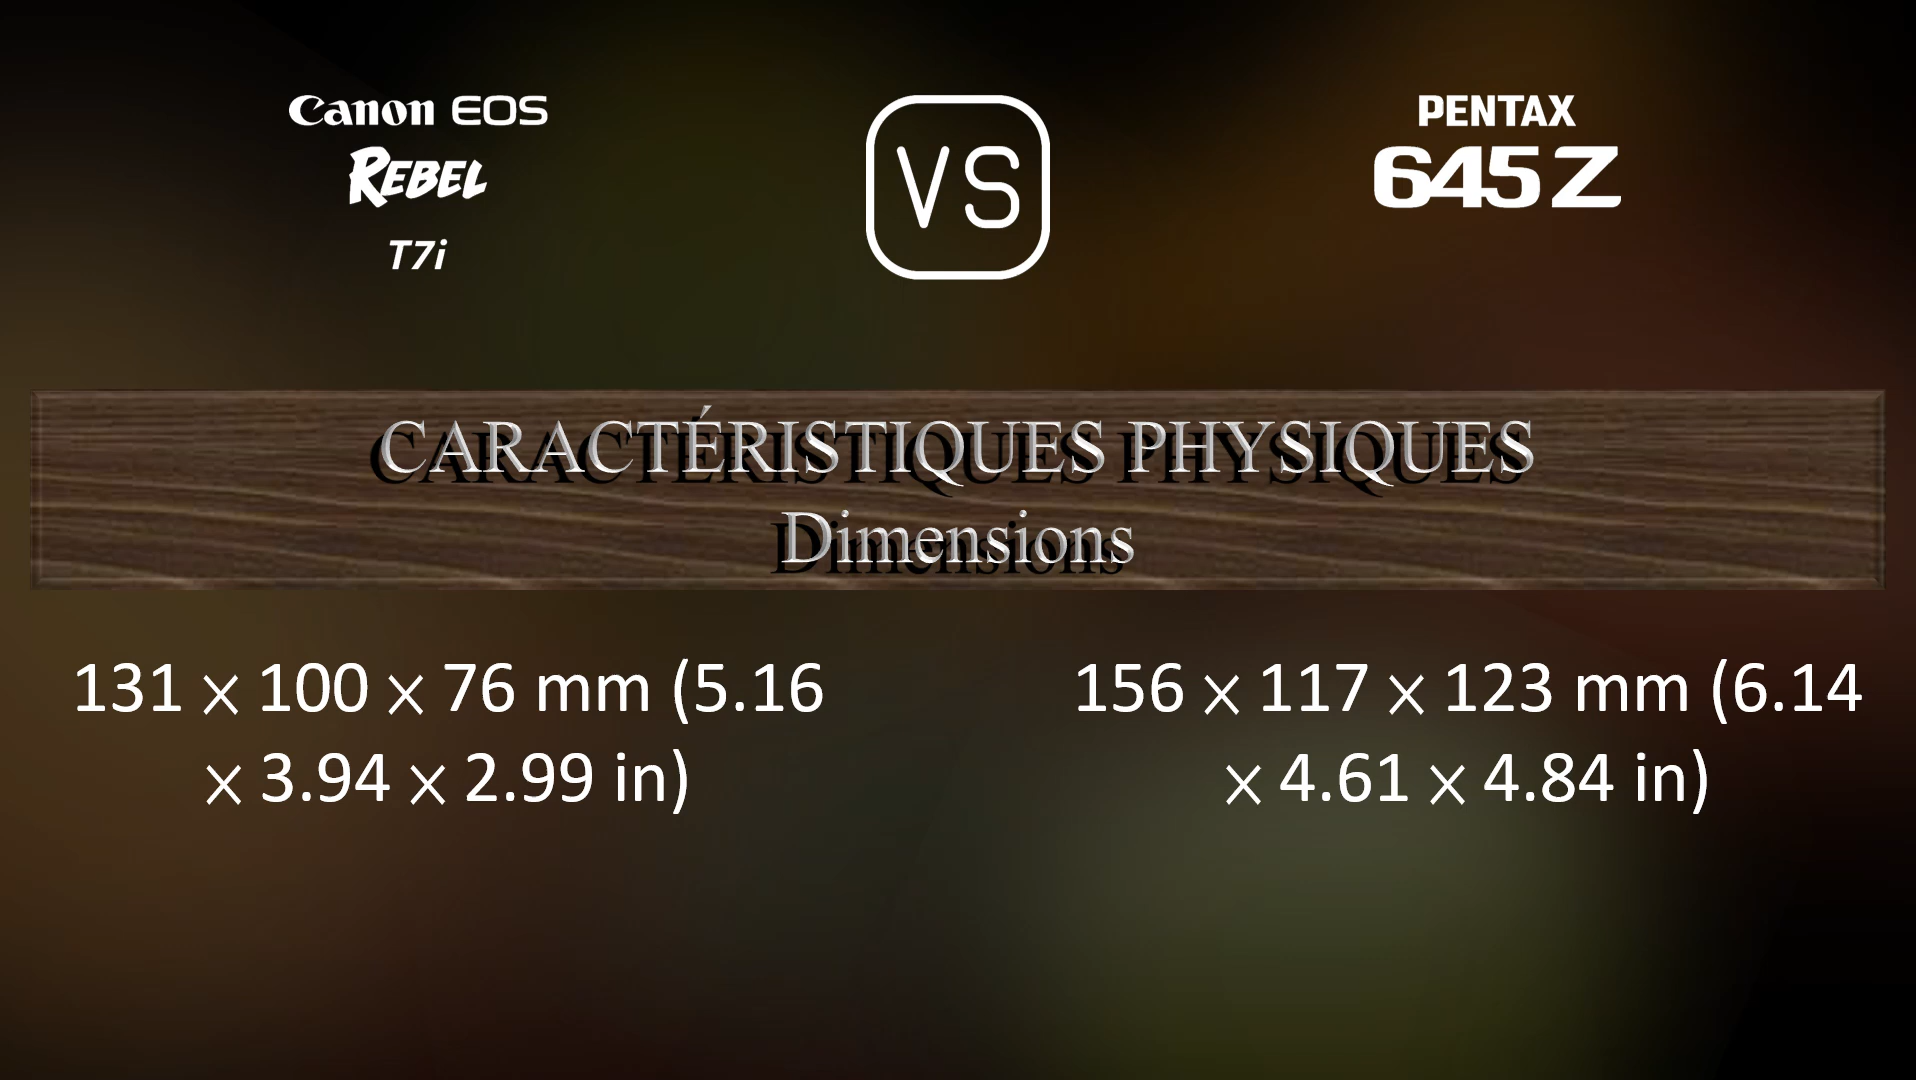 Canon EOS
REBEL
T7i
VS
PENTAX
645Z
CARACTÉRISTIQUES PHYSIQUES
Dimensions
131 x 100 x 76 mm (5.16
x 3.94 x 2.99 in)
156 x 117 x 123 mm (6.14
x 4.61 x 4.84 in)